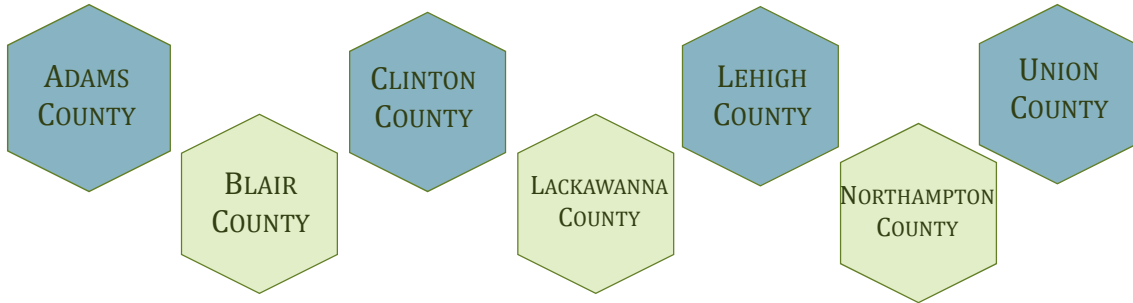 ADAMS
COUNTY
BLAIR
COUNTY
CLINTON
COUNTY
LACKAWANNA
COUNTY
LEHIGH
COUNTY
NORTHAMPTON
COUNTY
UNION
COUNTY